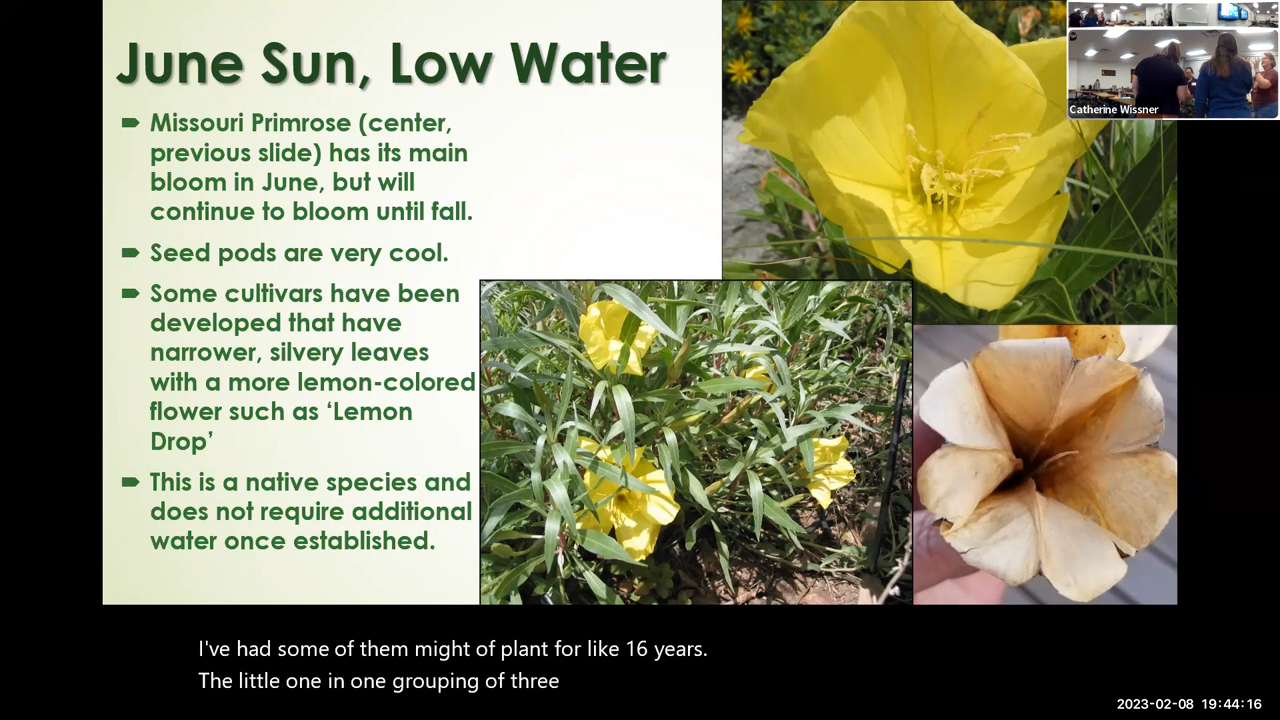 June Sun, Low Water
Missouri Primrose (center,
previous slide) has its main
bloom in June, but will
continue to bloom until fall.
Seed pods are very cool.
Some cultivars have been
developed that have
narrower, silvery leaves
with a more lemon-colored
flower such as ‘Lemon
Drop’
This is a native species and
does not require additional
water once established.
Catherine Wissner
I've had some of them might of plant for like 16 years.
The little one in one grouping of three
2023-02-08 19:44:16